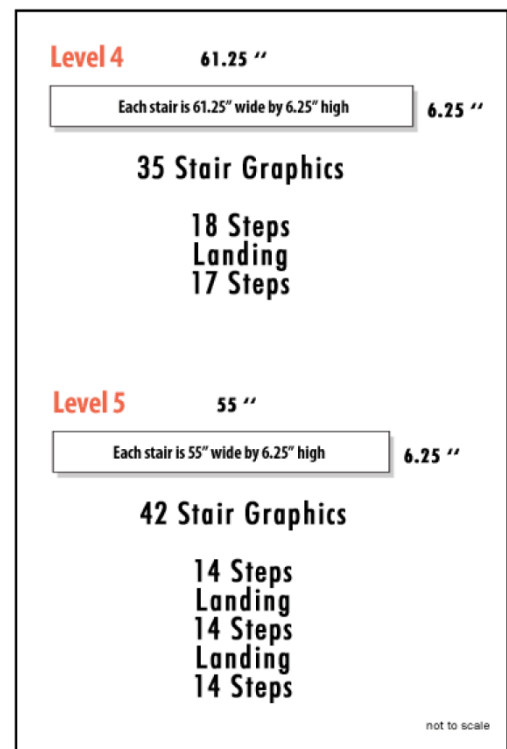 Level 4
61.25 ‘‘
Each stair is 61.25” wide by 6.25” high
6.25 ‘‘
35 Stair Graphics
18 Steps
Landing
17 Steps
Level 5
55 ‘‘
Each stair is 55” wide by 6.25” high
6.25 ‘‘
42 Stair Graphics
14 Steps
Landing
14 Steps
Landing
14 Steps
not to scale